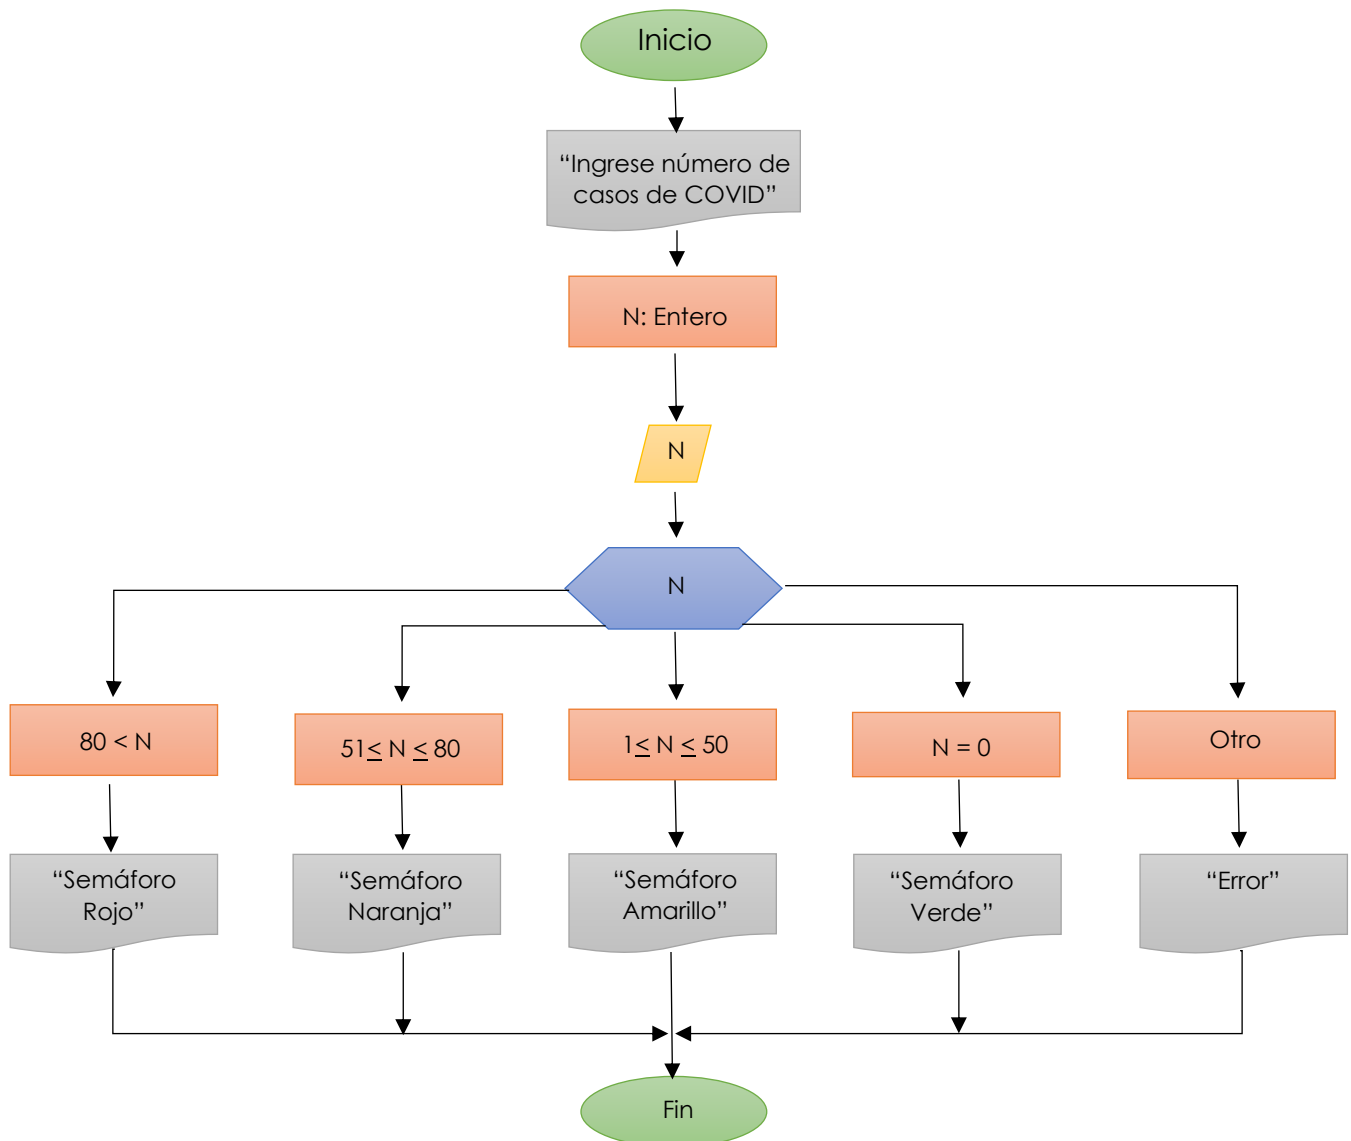 Inicio
“Ingrese número de
casos de COVID”
N: Entero
N
N
80 < N
51≤ N ≤ 80
1≤ N ≤ 50
N = 0
Otro
“Semáforo
Rojo”
“Semáforo
Naranja”
“Semáforo
Amarillo”
“Semáforo
Verde”
“Error”
Fin